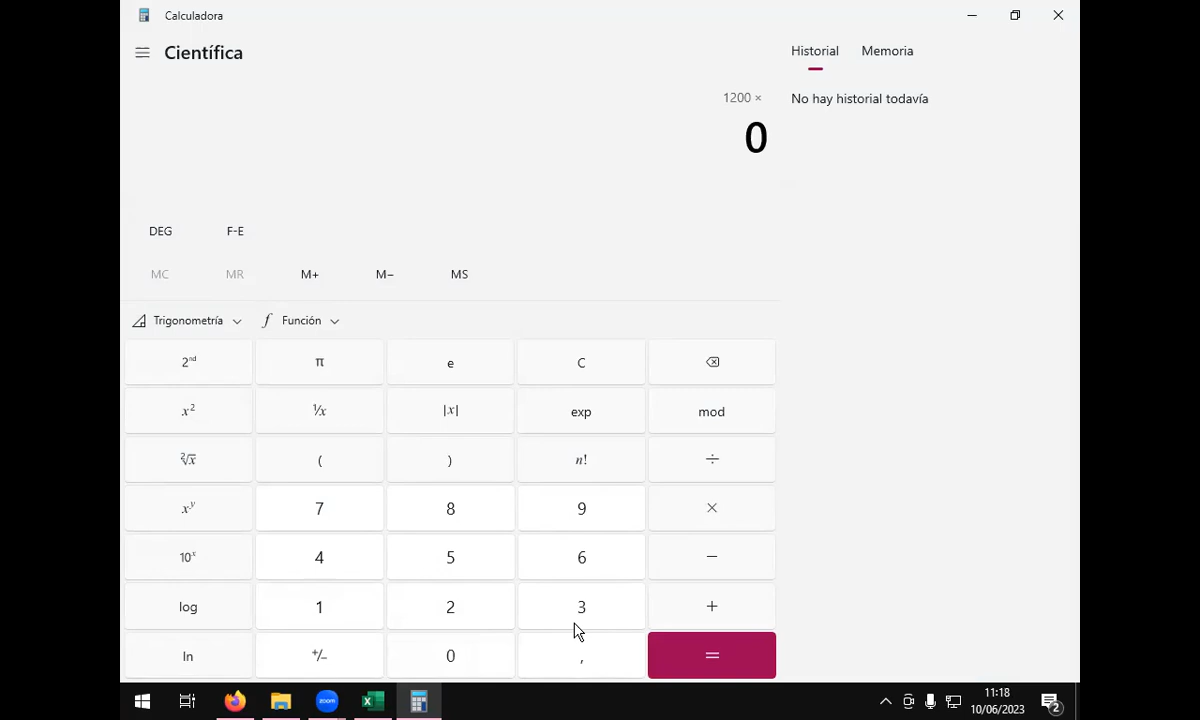 Calculadora
Científica
Historial Memoria
1200 ×
No hay historial todavía
0
DEG F-E
MC MR M+ M− MS
Trigonometría f Función
2ⁿᵈ π e C
x² ¹⁄x |x| exp mod
²√x ( ) n! ÷
xʸ 7 8 9 ×
10ˣ 4 5 6 −
log 1 2 3 +
ln +/− 0 , =
zoom
11:18
10/06/2023
2